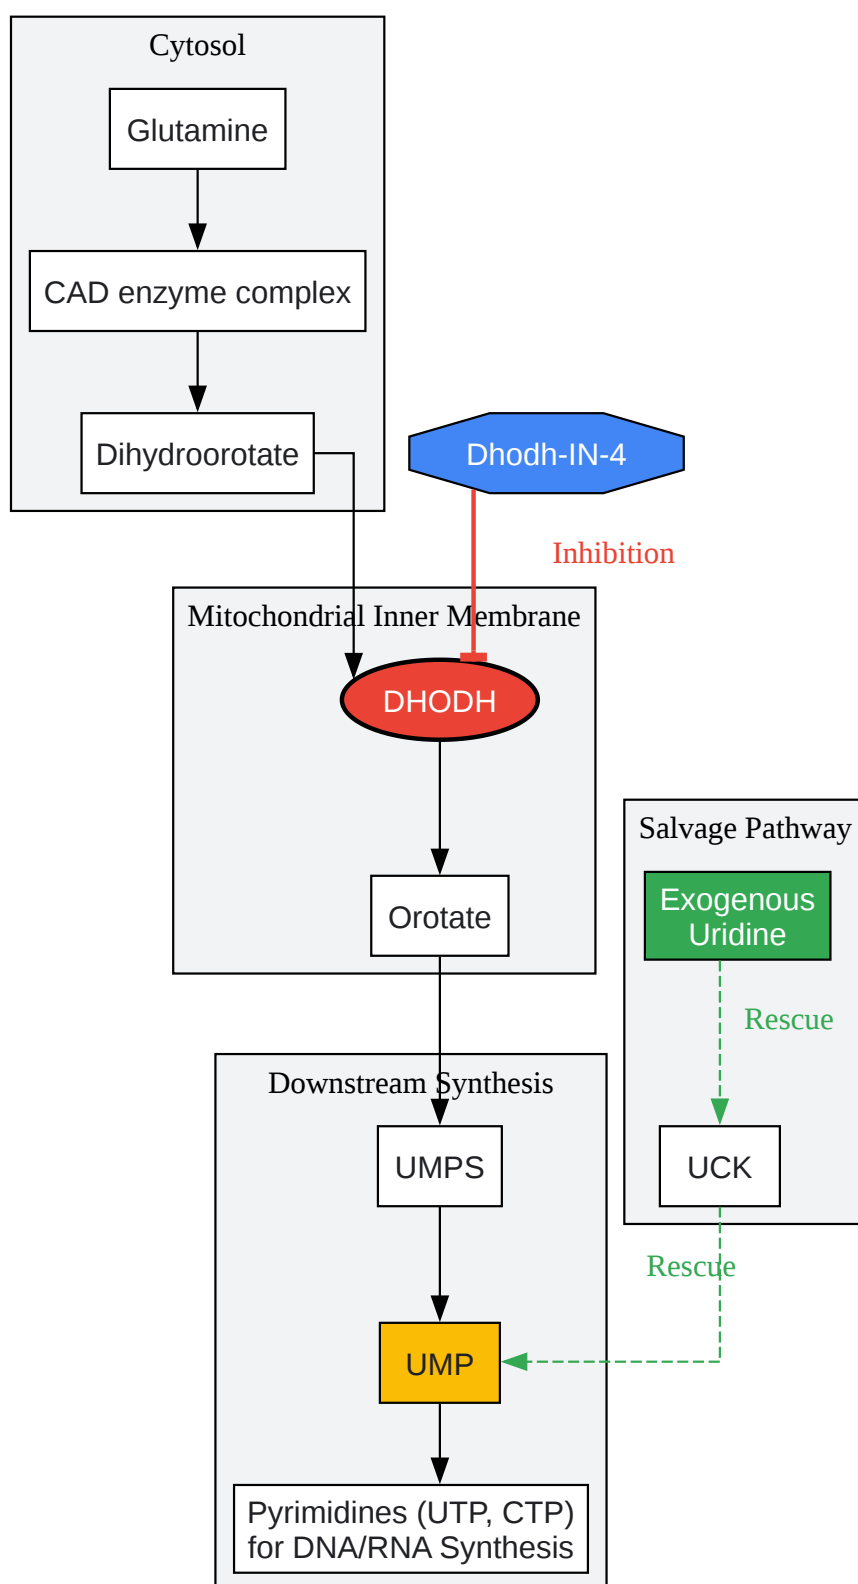 Cytosol
Glutamine
CAD enzyme complex
Dihydroorotate
Dhodh-IN-4
Inhibition
Mitochondrial Inner Membrane
DHODH
Orotate
Salvage Pathway
Exogenous
Uridine
Rescue
Downstream Synthesis
UMPS
UCK
Rescue
UMP
Pyrimidines (UTP, CTP)
for DNA/RNA Synthesis